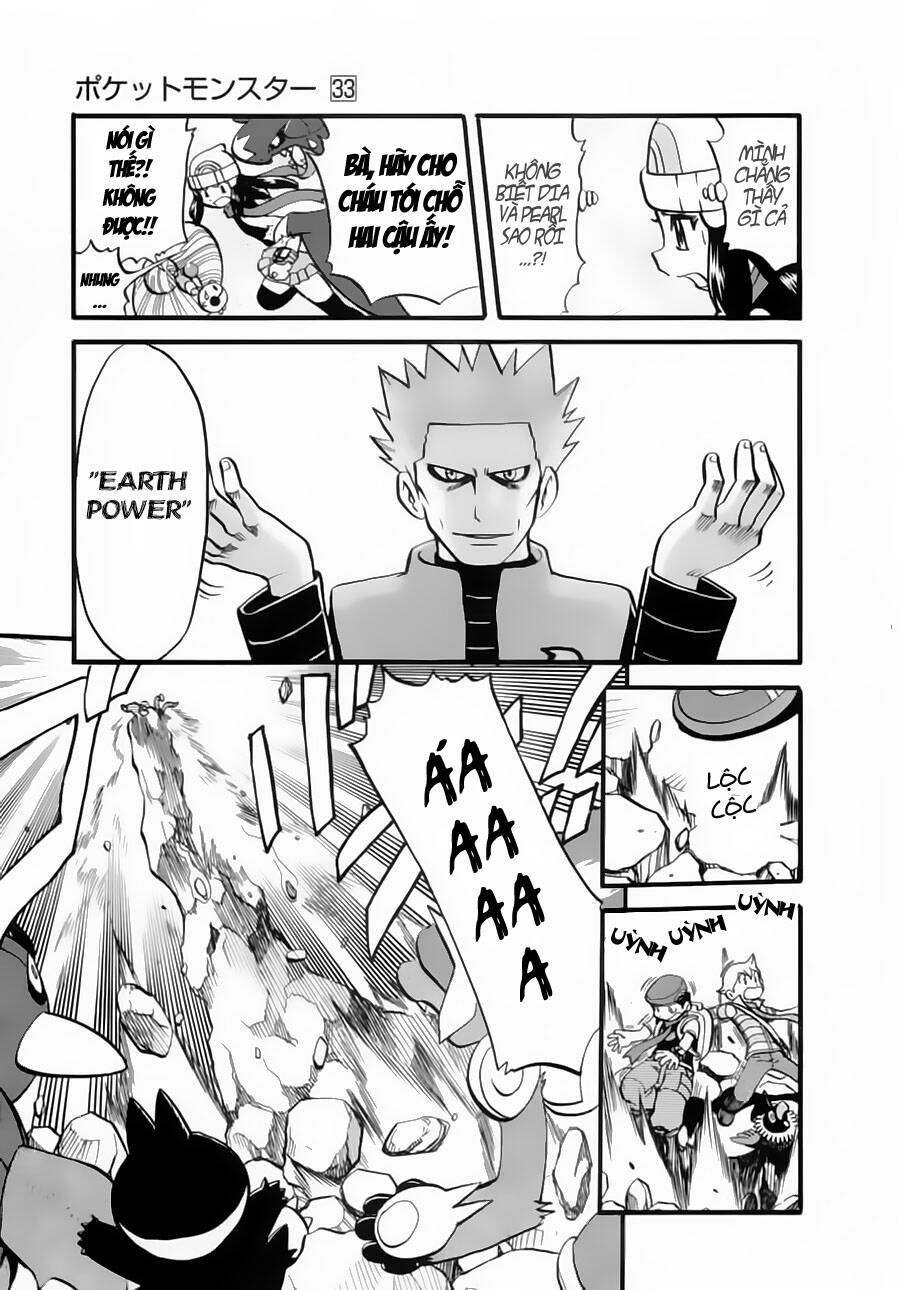 ポケットモンスター 33
MÌNH
CHẲNG
THẤY
GÌ CẢ
KHÔNG
BIẾT DIA
VÀ PEARL
SAO RỒI
...?!
BÀ, HÃY CHO
CHÁU TỚI CHỖ
HAI CẬU ẤY!
NÓI GÌ
THẾ?!
KHÔNG
ĐƯỢC!!
NHUNG
...
"EARTH
POWER"
LỘC
CỘC
UỲNH UỲNH UỲNH
ÁA
AA
AA
A